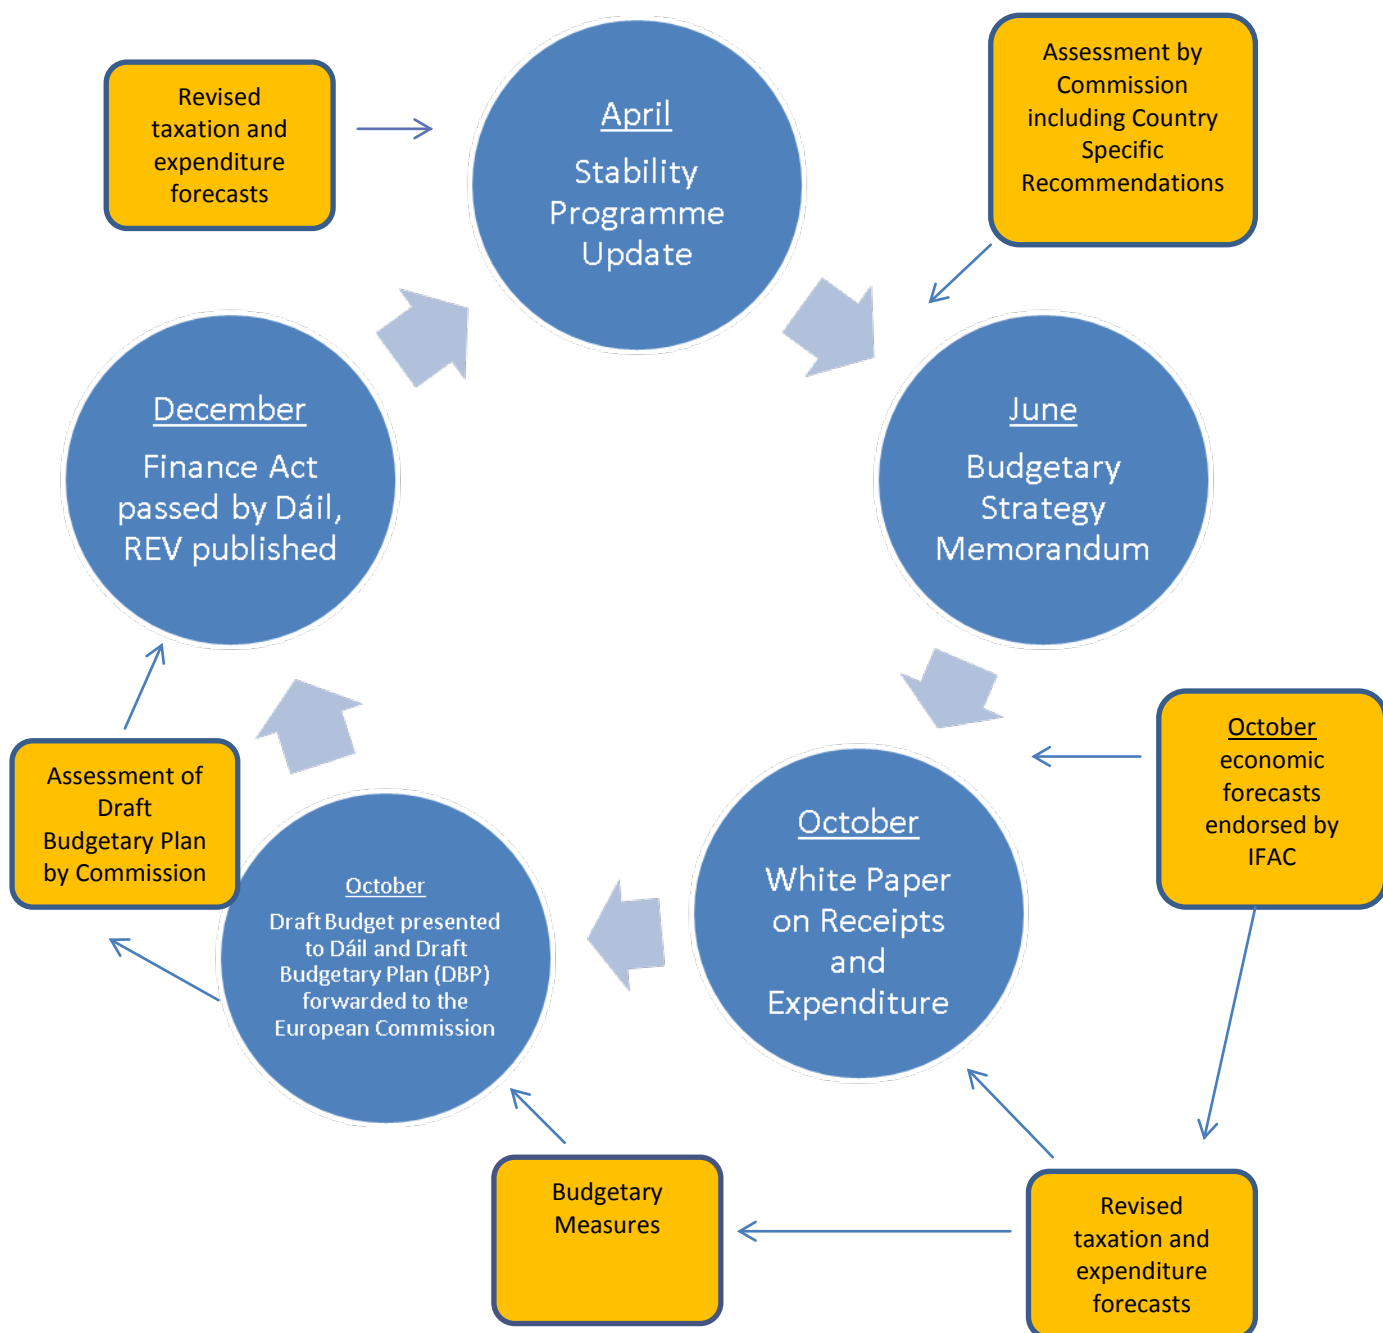 Revised
taxation and
expenditure
forecasts
April
Stability
Programme
Update
Assessment by
Commission
including Country
Specific
Recommendations
December
Finance Act
passed by Dáil,
REV published
June
Budgetary
Strategy
Memorandum
October
economic
forecasts
endorsed by
IFAC
October
White Paper
on Receipts
and
Expenditure
Assessment of
Draft
Budgetary Plan
by Commission
October
Draft Budget presented
to Dáil and Draft
Budgetary Plan (DBP)
forwarded to the
European Commission
Budgetary
Measures
Revised
taxation and
expenditure
forecasts